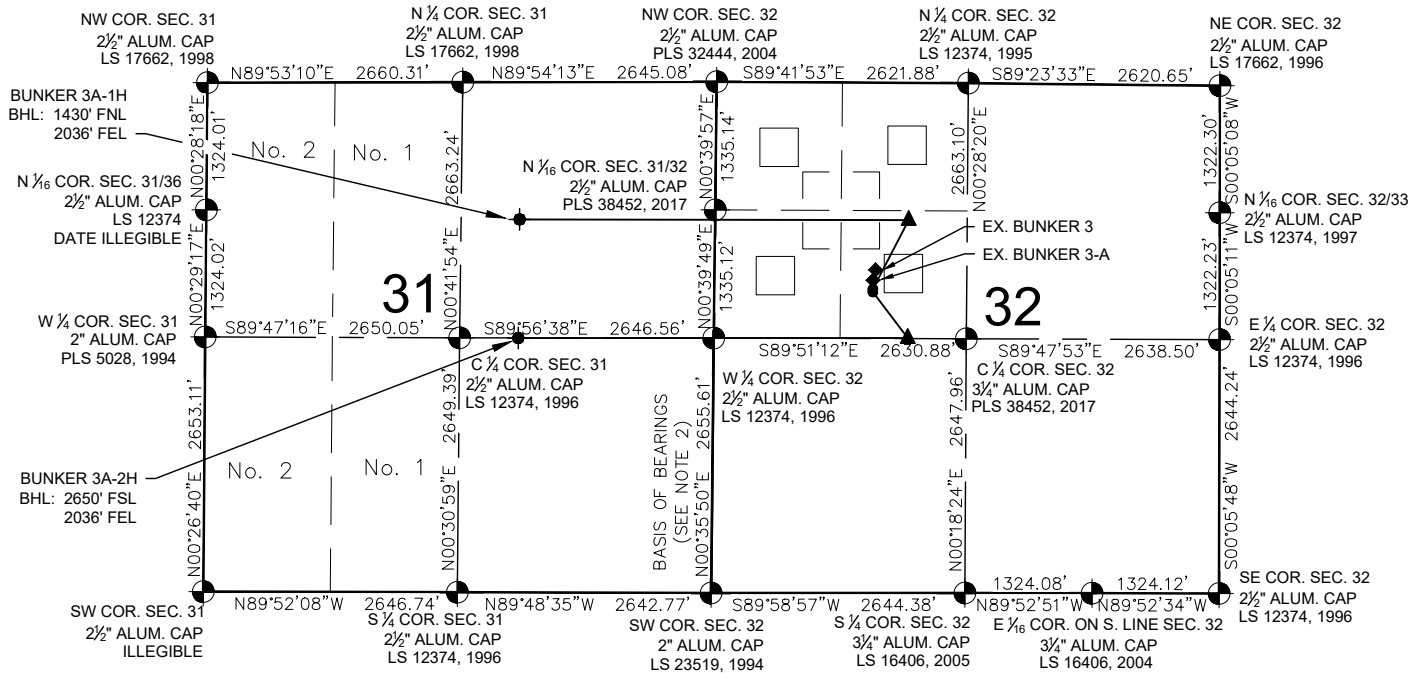 NW COR. SEC. 31
2½" ALUM. CAP
LS 17662, 1998
N ¼ COR. SEC. 31
2½" ALUM. CAP
LS 17662, 1998
NW COR. SEC. 32
2½" ALUM. CAP
PLS 32444, 2004
N ¼ COR. SEC. 32
2½" ALUM. CAP
LS 12374, 1995
NE COR. SEC. 32
2½" ALUM. CAP
LS 17662, 1996
N89°53'10"E 2660.31'
N89°54'13"E 2645.08'
S89°41'53"E 2621.88'
S89°23'33"E 2620.65'
BUNKER 3A-1H
BHL: 1430' FNL
2036' FEL
N00°28'18"E
1324.01'
No. 2
No. 1
2663.24'
N00°41'54"E
N00°39'57"E
1335.14'
2663.10'
N00°28'20"E
1322.30'
S00°05'08"W
N 1/16 COR. SEC. 31/36
2½" ALUM. CAP
LS 12374
DATE ILLEGIBLE
N 1/16 COR. SEC. 31/32
2½" ALUM. CAP
PLS 38452, 2017
N 1/16 COR. SEC. 32/33
2½" ALUM. CAP
LS 12374, 1997
EX. BUNKER 3
EX. BUNKER 3-A
N00°29'17"E
1324.02'
31
N00°39'49"E
1335.12'
32
1322.23'
S00°05'11"W
W ¼ COR. SEC. 31
2" ALUM. CAP
PLS 5028, 1994
S89°47'16"E 2650.05'
S89°56'38"E 2646.56'
S89°51'12"E 2630.88'
S89°47'53"E 2638.50'
E ¼ COR. SEC. 32
2½" ALUM. CAP
LS 12374, 1996
C ¼ COR. SEC. 31
2½" ALUM. CAP
LS 12374, 1996
W ¼ COR. SEC. 32
2½" ALUM. CAP
LS 12374, 1996
C ¼ COR. SEC. 32
3¼" ALUM. CAP
PLS 38452, 2017
2653.11'
N00°26'40"E
2649.39'
N00°30'59"E
BASIS OF BEARINGS
(SEE NOTE 2)
2655.61'
N00°35'50"E
2647.96'
N00°18'24"E
2644.24'
S00°05'48"W
BUNKER 3A-2H
BHL: 2650' FSL
2036' FEL
No. 2
No. 1
1324.08'
1324.12'
N89°52'08"W 2646.74'
N89°48'35"W 2642.77'
S89°58'57"W 2644.38'
N89°52'51"W
N89°52'34"W
SW COR. SEC. 31
2½" ALUM. CAP
ILLEGIBLE
S ¼ COR. SEC. 31
2½" ALUM. CAP
LS 12374, 1996
SW COR. SEC. 32
2" ALUM. CAP
LS 23519, 1994
S ¼ COR. SEC. 32
3¼" ALUM. CAP
LS 16406, 2005
E 1/16 COR. ON S. LINE SEC. 32
3¼" ALUM. CAP
LS 16406, 2004
SE COR. SEC. 32
2½" ALUM. CAP
LS 12374, 1996